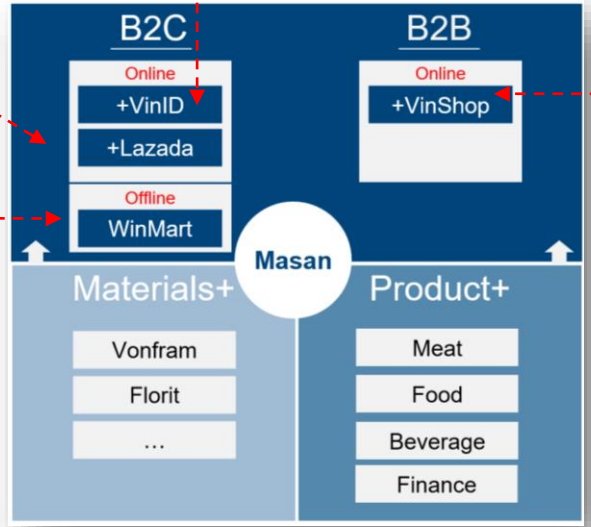 B2C
Online
+VinID
+Lazada
Offline
WinMart
B2B
Online
+VinShop
Masan
Materials+
Vonfram
Florit
...
Product+
Meat
Food
Beverage
Finance